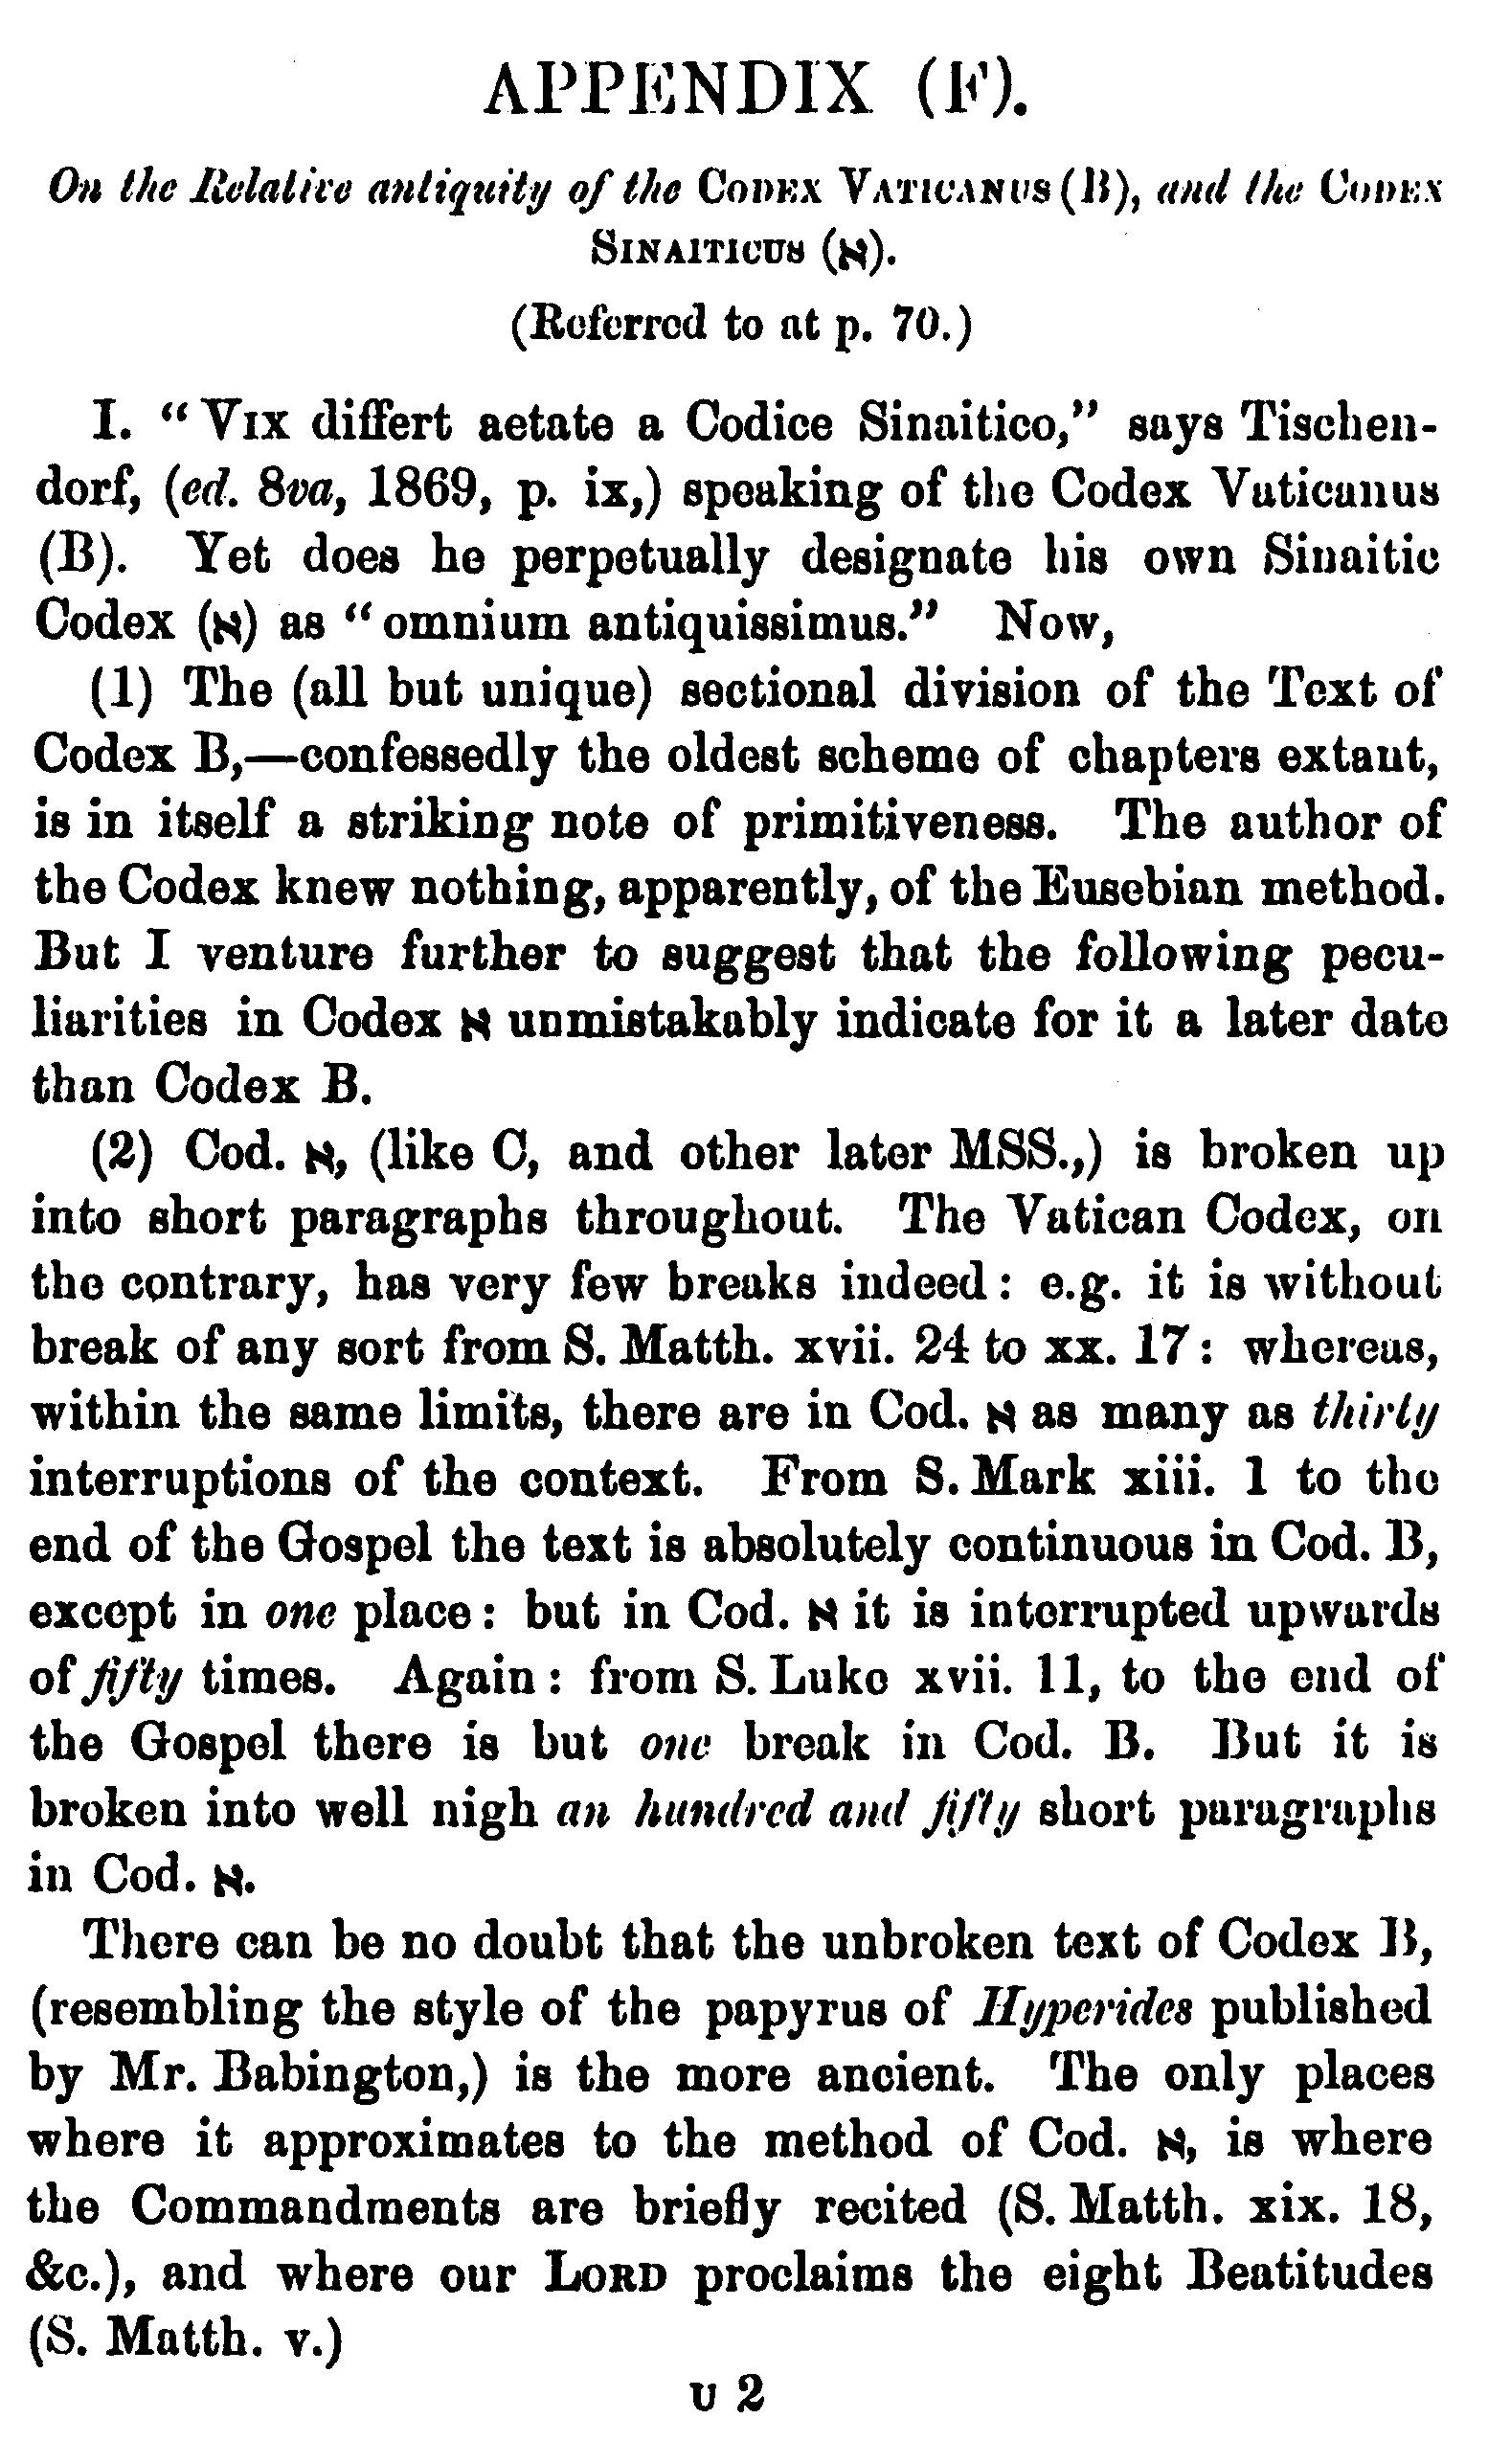 APPENDIX (F).
On the Relative antiquity of the CODEX VATICANUS (B), and the CODEX
SINAITICUS (א).
(Referred to at p. 70.)
I. “VIX differt aetate a Codice Sinaitico,” says Tischen-
dorf, (ed. 8va, 1869, p. ix,) speaking of the Codex Vaticanus
(B). Yet does he perpetually designate his own Sinaitic
Codex (א) as “omnium antiquissimus.” Now,
(1) The (all but unique) sectional division of the Text of
Codex B,—confessedly the oldest scheme of chapters extant,
is in itself a striking note of primitiveness. The author of
the Codex knew nothing, apparently, of the Eusebian method.
But I venture further to suggest that the following pecu-
liarities in Codex א unmistakably indicate for it a later date
than Codex B.
(2) Cod. א, (like C, and other later MSS.,) is broken up
into short paragraphs throughout. The Vatican Codex, on
the contrary, has very few breaks indeed: e.g. it is without
break of any sort from S. Matth. xvii. 24 to xx. 17: whereas,
within the same limits, there are in Cod. א as many as thirty
interruptions of the context. From S. Mark xiii. 1 to the
end of the Gospel the text is absolutely continuous in Cod. B,
except in one place: but in Cod. א it is interrupted upwards
of fifty times. Again: from S. Luke xvii. 11, to the end of
the Gospel there is but one break in Cod. B. But it is
broken into well nigh an hundred and fifty short paragraphs
in Cod. א.
There can be no doubt that the unbroken text of Codex B,
(resembling the style of the papyrus of Hyperides published
by Mr. Babington,) is the more ancient. The only places
where it approximates to the method of Cod. א, is where
the Commandments are briefly recited (S. Matth. xix. 18,
&c.), and where our LORD proclaims the eight Beatitudes
(S. Matth. v.)
U 2